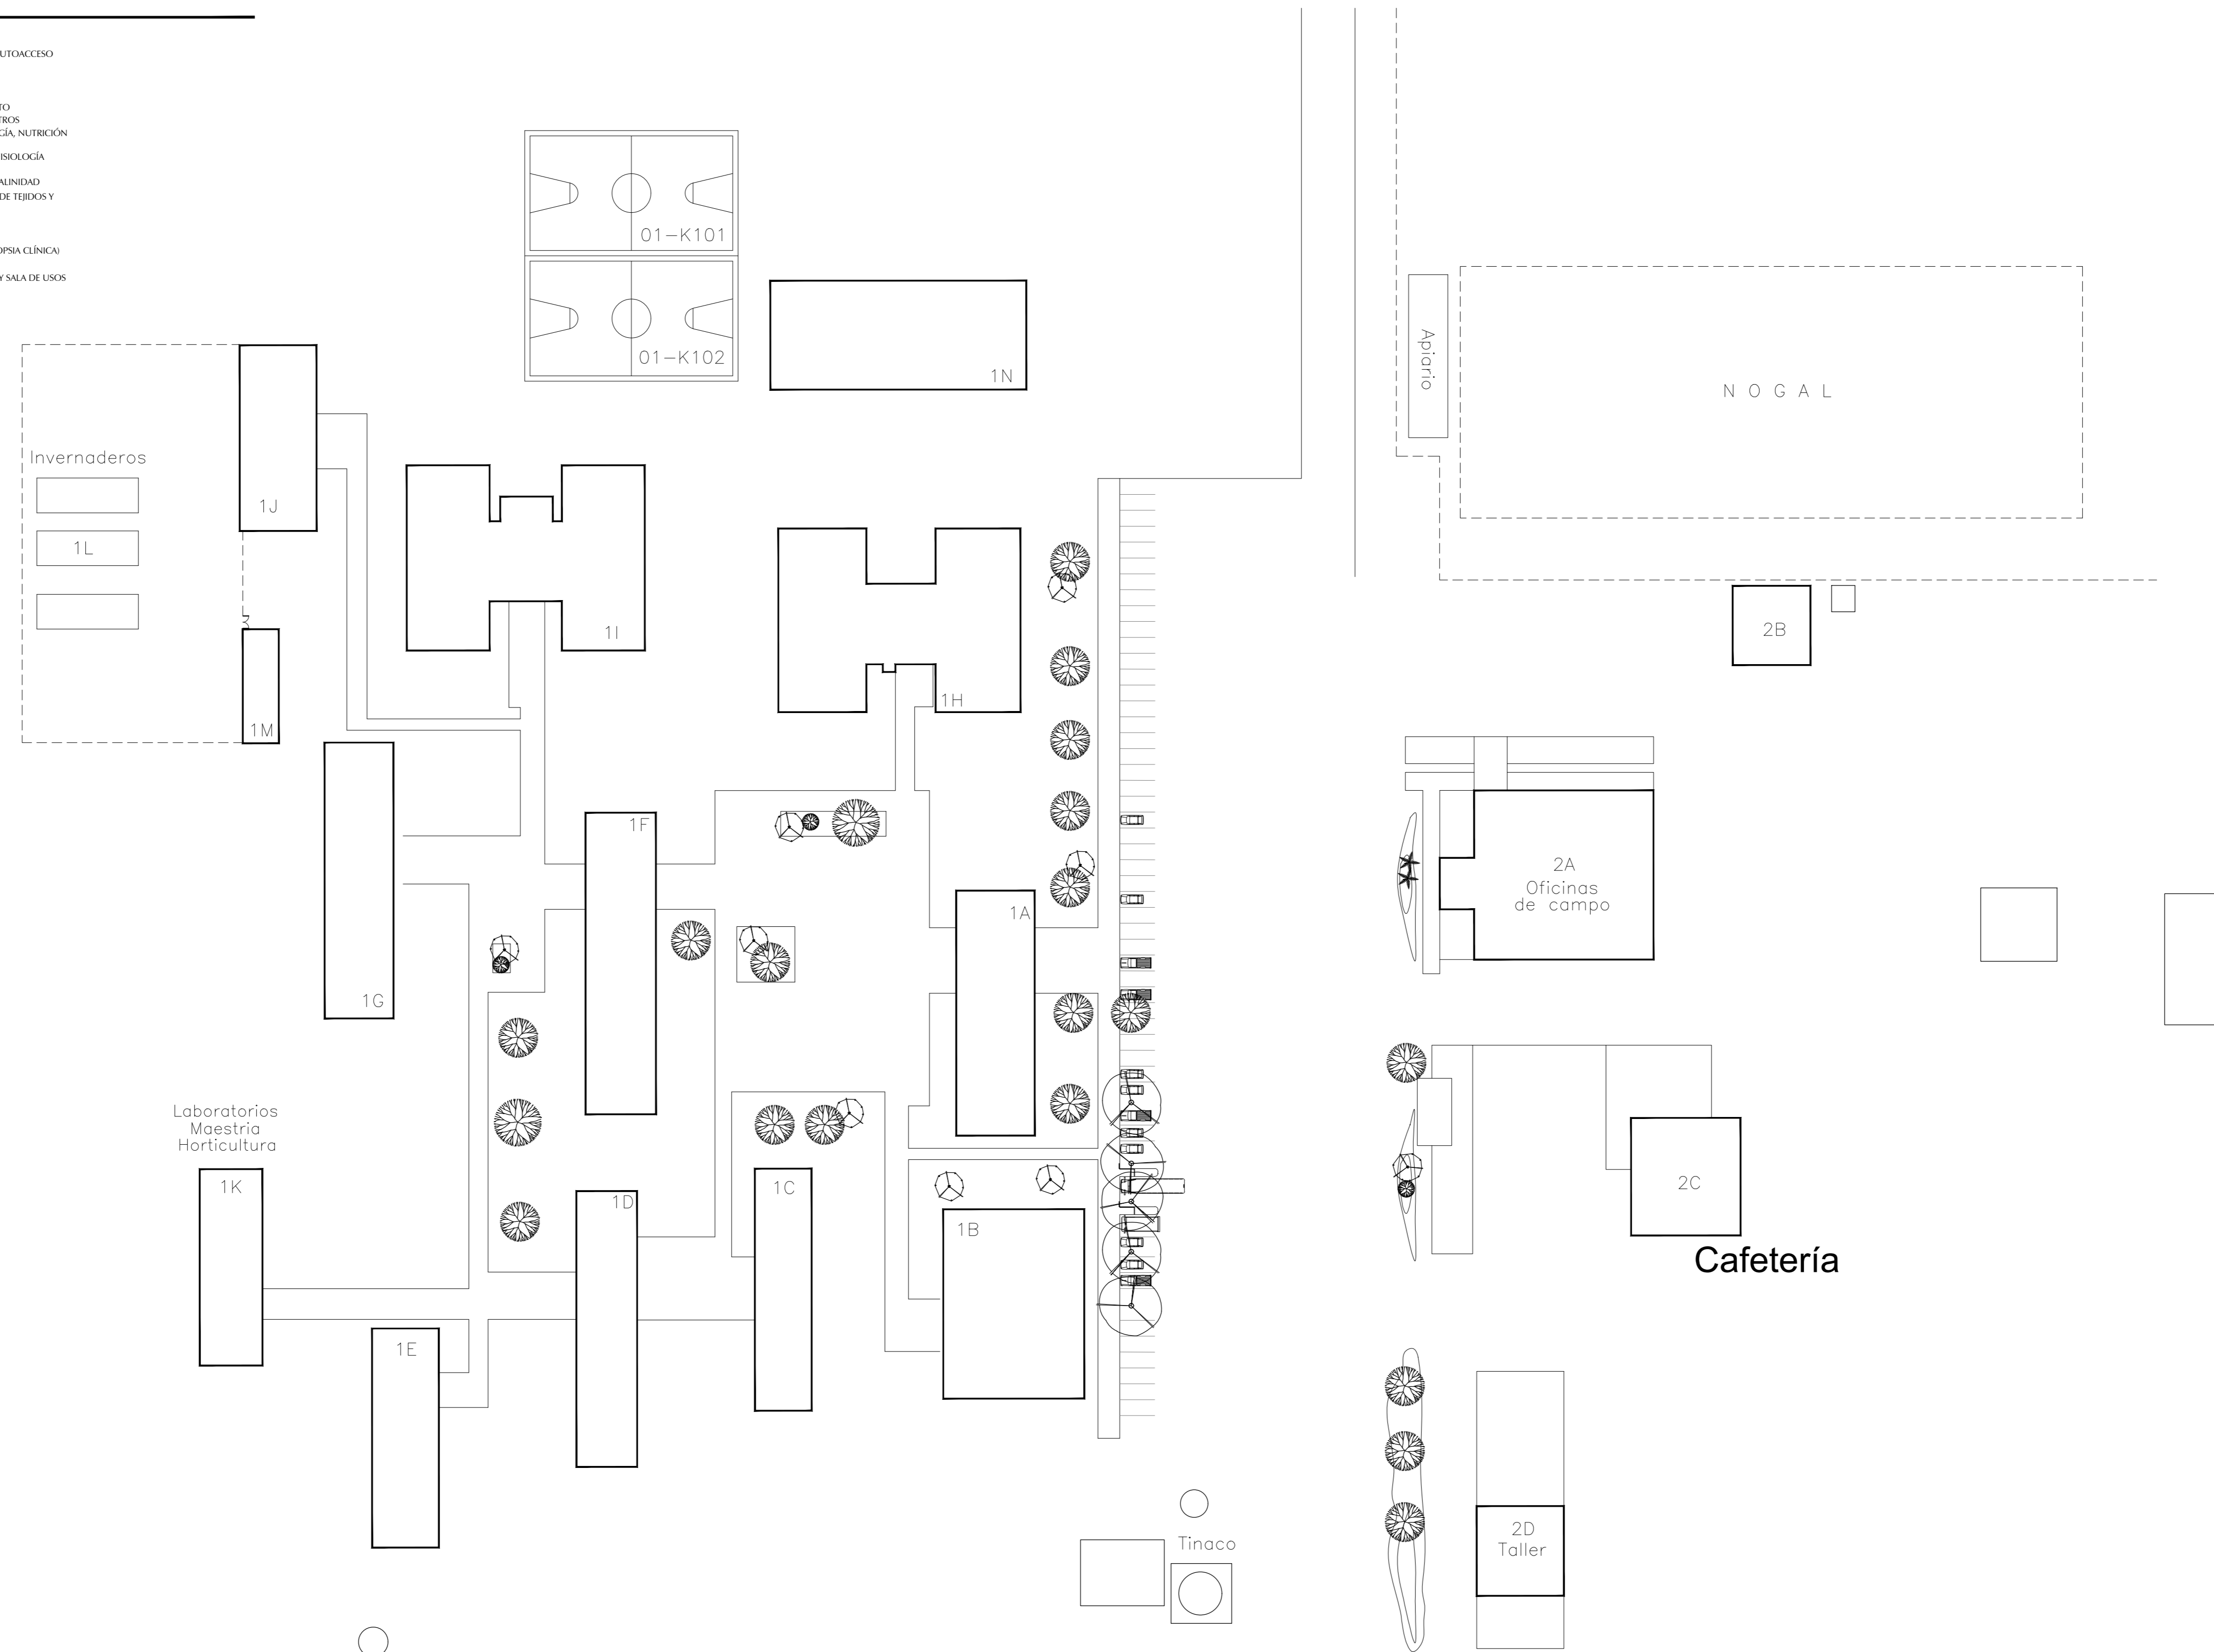 UTOACCESO
TO
TROS
GÍA, NUTRICIÓN
ISIOLOGÍA
ALINIDAD
DE TEJIDOS Y
OPSIA CLÍNICA)
Y SALA DE USOS
01-K101
01-K102
1N
Apiario
NOGAL
Invernaderos
1J
1L
1I
2B
1H
1M
3
1F
2A
Oficinas
de campo
1A
1G
Laboratorios
Maestria
Horticultura
1K
1D
1C
1B
2C
Cafetería
1E
2D
Taller
Tinaco